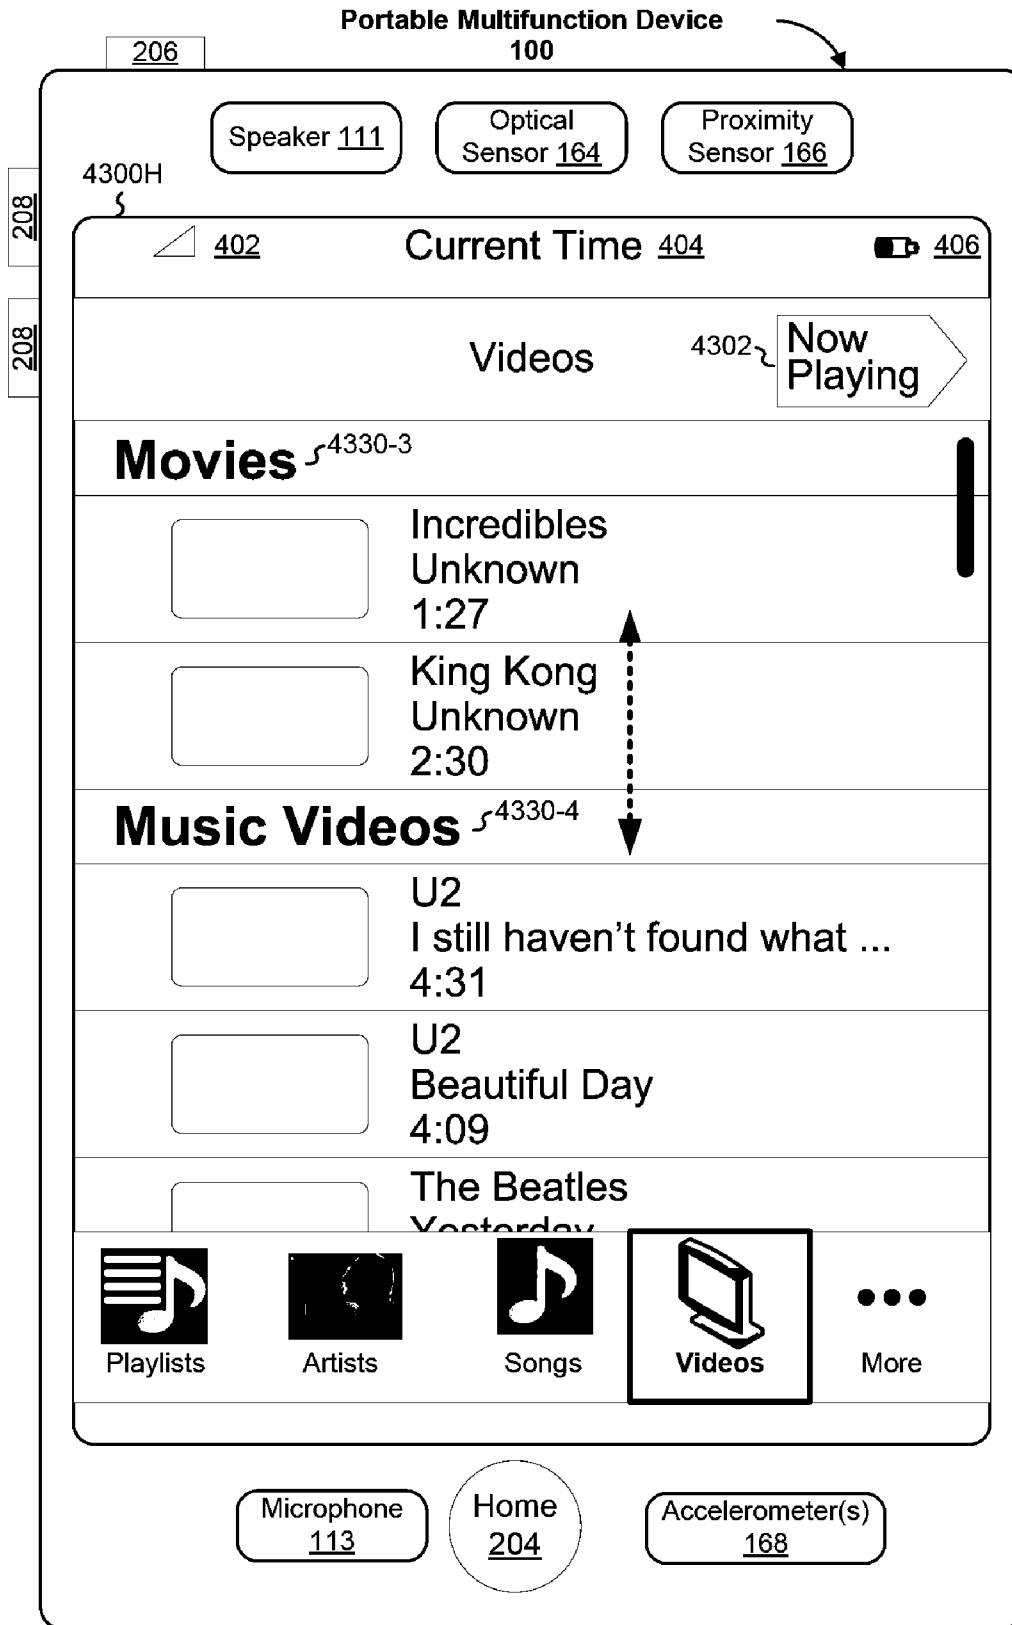 Portable Multifunction Device
100
206
Speaker 111
Optical
Sensor 164
Proximity
Sensor 166
4300H
208
208
402
Current Time 404
406
Videos
4302
Now
Playing
Movies
4330-3
Incredibles
Unknown
1:27
King Kong
Unknown
2:30
Music Videos
4330-4
U2
I still haven't found what ...
4:31
U2
Beautiful Day
4:09
The Beatles
Yesterday
Playlists
Artists
Songs
Videos
More
Microphone
113
Home
204
Accelerometer(s)
168